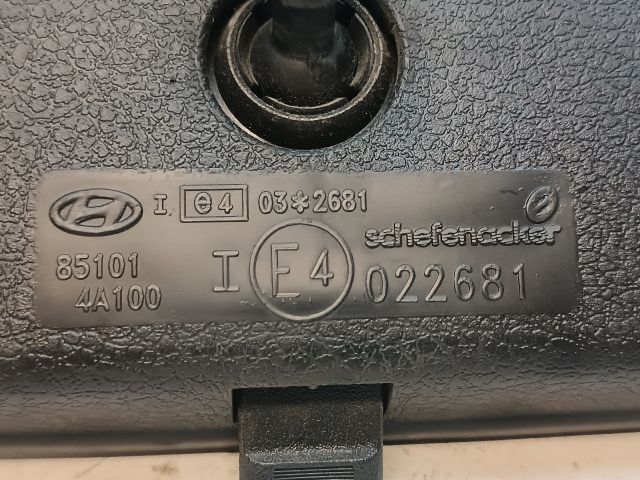 I e4 03*2681
schefenacker
85101
4A100
I E4 022681